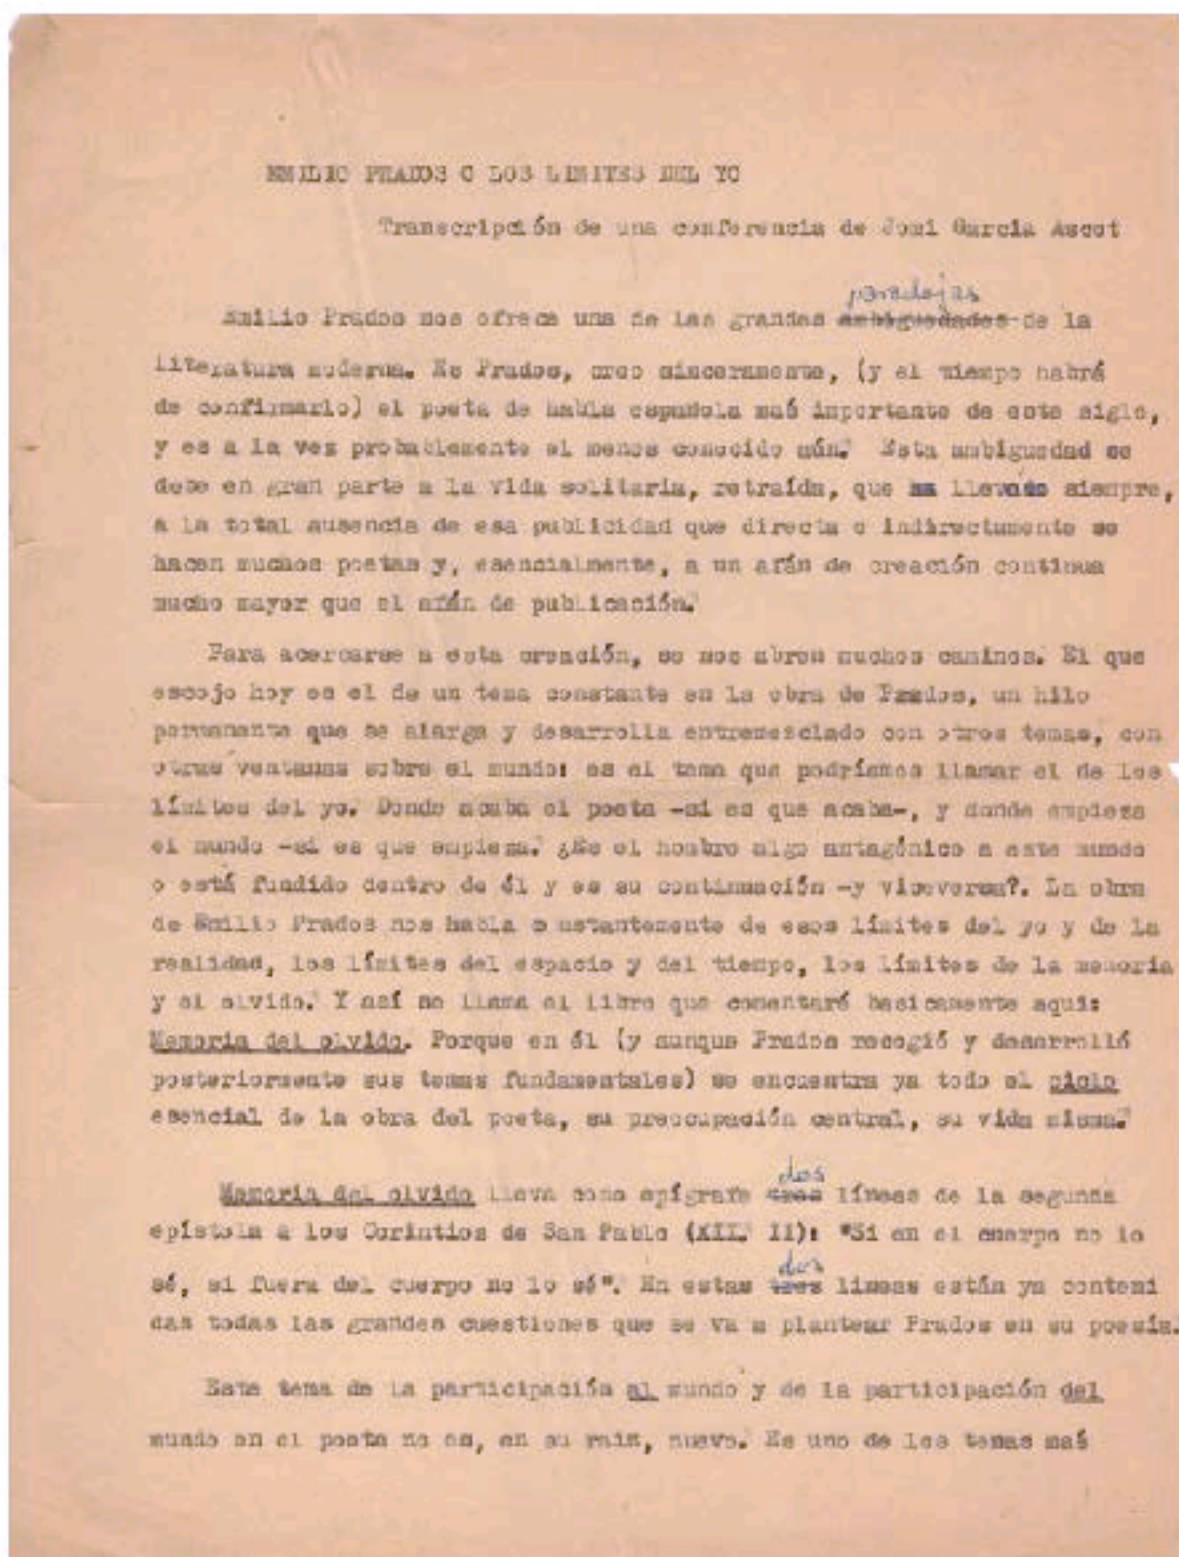 EMILIO PRADOS O LOS LIMITES DEL YO
Transcripción de una conferencia de Jomi García Ascot
paradojas
Emilio Prados nos ofrece una de las grandes ambiguedades de la
literatura moderna. Es Prados, creo sinceramente, (y el tiempo habrá
de confirmarlo) el poeta de habla española maś importante de este siglo,
y es a la vez probablemente el menos conocido aún. Esta ambiguedad se
debe en gran parte a la vida solitaria, retraída, que ha llevado siempre,
a la total ausencia de esa publicidad que directa o indirectamente se
hacen muchos poetas y, esencialmente, a un afán de creación continua
mucho mayor que el afán de publicación.
Para acercarse a esta creación, se nos abren muchos caminos. El que
escojo hoy es el de un tema constante en la obra de Prados, un hilo
permanente que se alarga y desarrolla entremezclado con otros temas, con
otras ventanas sobre el mundo: es el tema que podríamos llamar el de los
límites del yo. Donde acaba el poeta -si es que acaba-, y donde empieza
el mundo -si es que empieza. ¿Es el hombre algo antagónico a este mundo
o está fundido dentro de él y es su continuación -y viceversa?. La obra
de Emilio Prados nos habla c nstantemente de esos límites del yo y de la
realidad, los límites del espacio y del tiempo, los límites de la memoria
y el olvido. Y así se llama el libro que comentaré basicamente aqui:
Memoria del olvido. Porque en él (y aunque Prados recogió y desarrolló
posteriormente sus temas fundamentales) se encuentra ya todo el ciclo
esencial de la obra del poeta, su preocupación central, su vida misma.
dos
Memoria del olvido lleva como epígrafe tres líneas de la segunda
epístola a los Corintios de San Pablo (XII. II): "Si en el cuerpo no lo
dos
sé, si fuera del cuerpo no lo sé". En estas tres lineas están ya conteni
das todas las grandes cuestiones que se va a plantear Prados en su poesía.
Este tema de la participación al mundo y de la participación del
mundo en el poeta no es, en su raiz, nuevo. Es uno de los temas maś